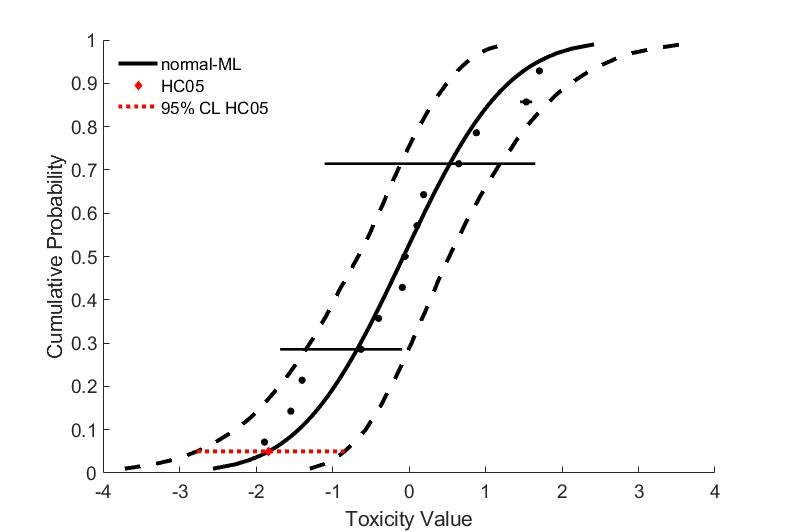 1
normal-ML
0.9
HC05
95% CL HC05
0.8
0.7
0.6
0.5
0.4
0.3
0.2
0.1
0
Cumulative Probability
-4 -3 -2 -1 0 1 2 3 4
Toxicity Value